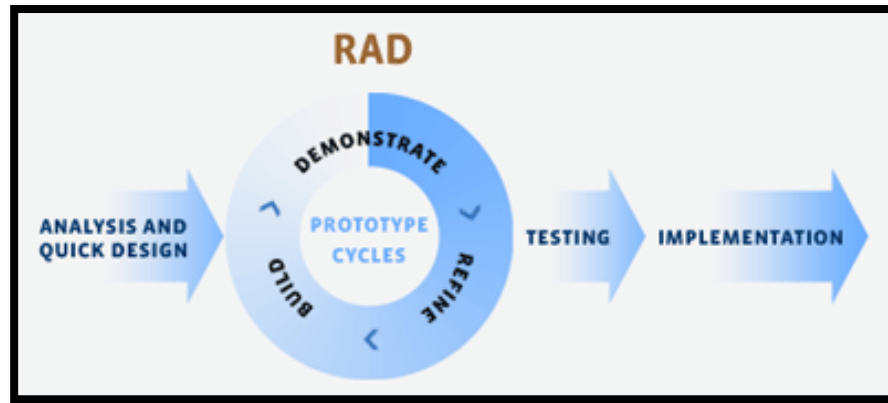 RAD
ANALYSIS AND
QUICK DESIGN
DEMONSTRATE
PROTOTYPE
CYCLES
REFINE
BUILD
TESTING
IMPLEMENTATION